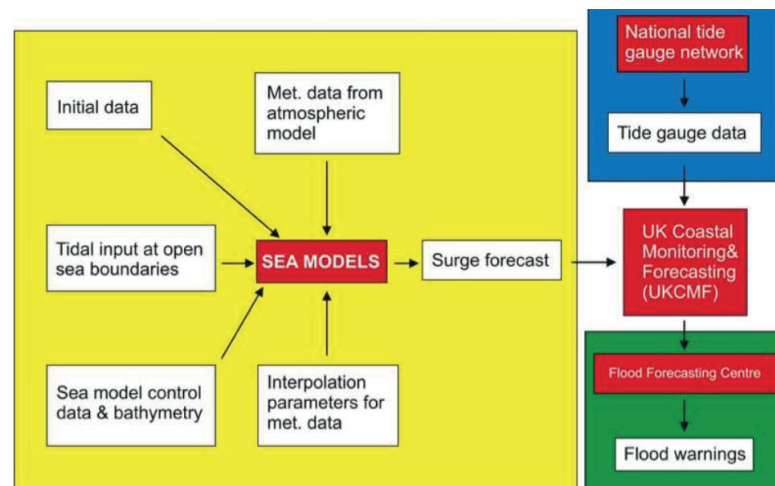 National tide
gauge network
Initial data
Met. data from
atmospheric
model
Tide gauge data
Tidal input at open
sea boundaries
SEA MODELS
Surge forecast
UK Coastal
Monitoring&
Forecasting
(UKCMF)
Sea model control
data & bathymetry
Interpolation
parameters for
met. data
Flood Forecasting Centre
Flood warnings